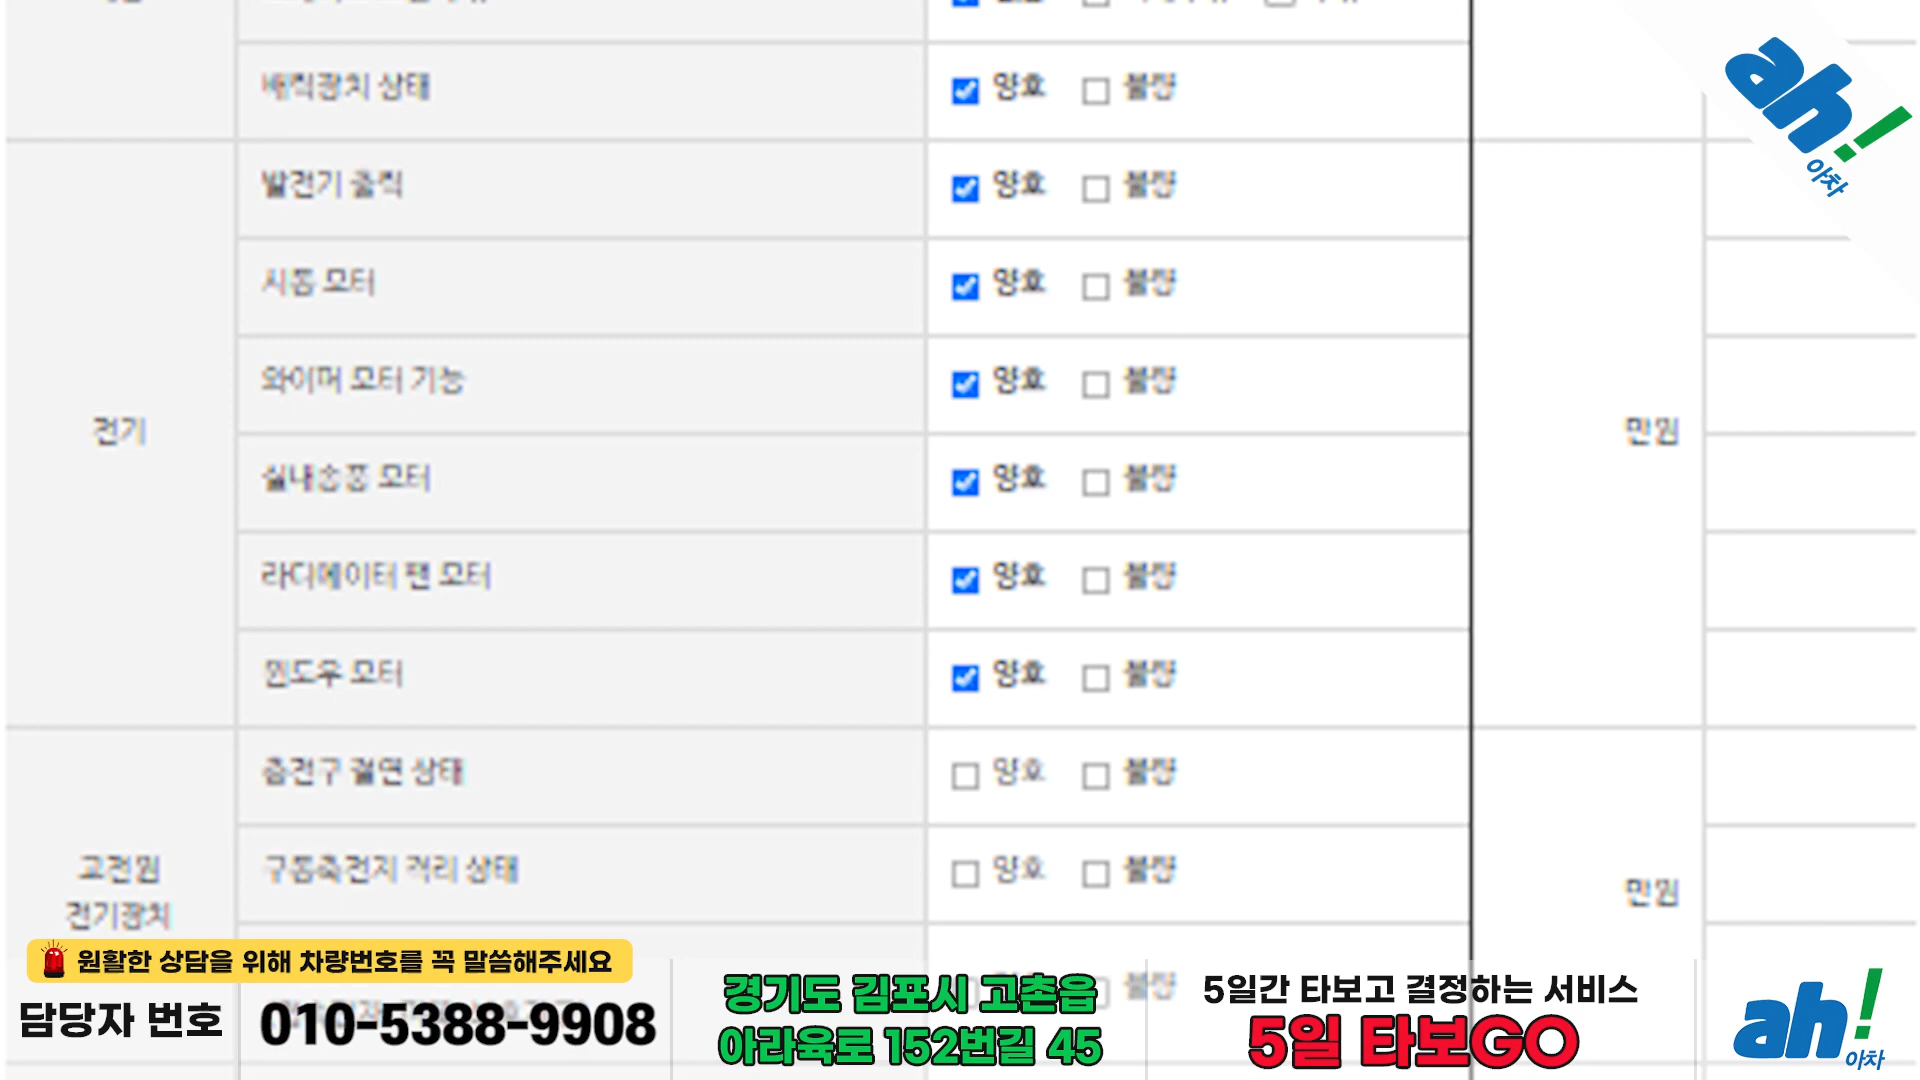 배력장치 상태 양호 불량
발전기 출력 양호 불량
시동 모터 양호 불량
와이퍼 모터 기능 양호 불량
전기 만원
실내송풍 모터 양호 불량
라디에이터 팬 모터 양호 불량
윈도우 모터 양호 불량
충전구 절연 상태 양호 불량
고전원
전기장치
구동축전지 격리 상태 양호 불량
만원
불량
원활한 상담을 위해 차량번호를 꼭 말씀해주세요
담당자 번호 010-5388-9908
경기도 김포시 고촌읍
아라육로 152번길 45
5일간 타보고 결정하는 서비스
5일 타보GO
ah!
아차
ah!
아차